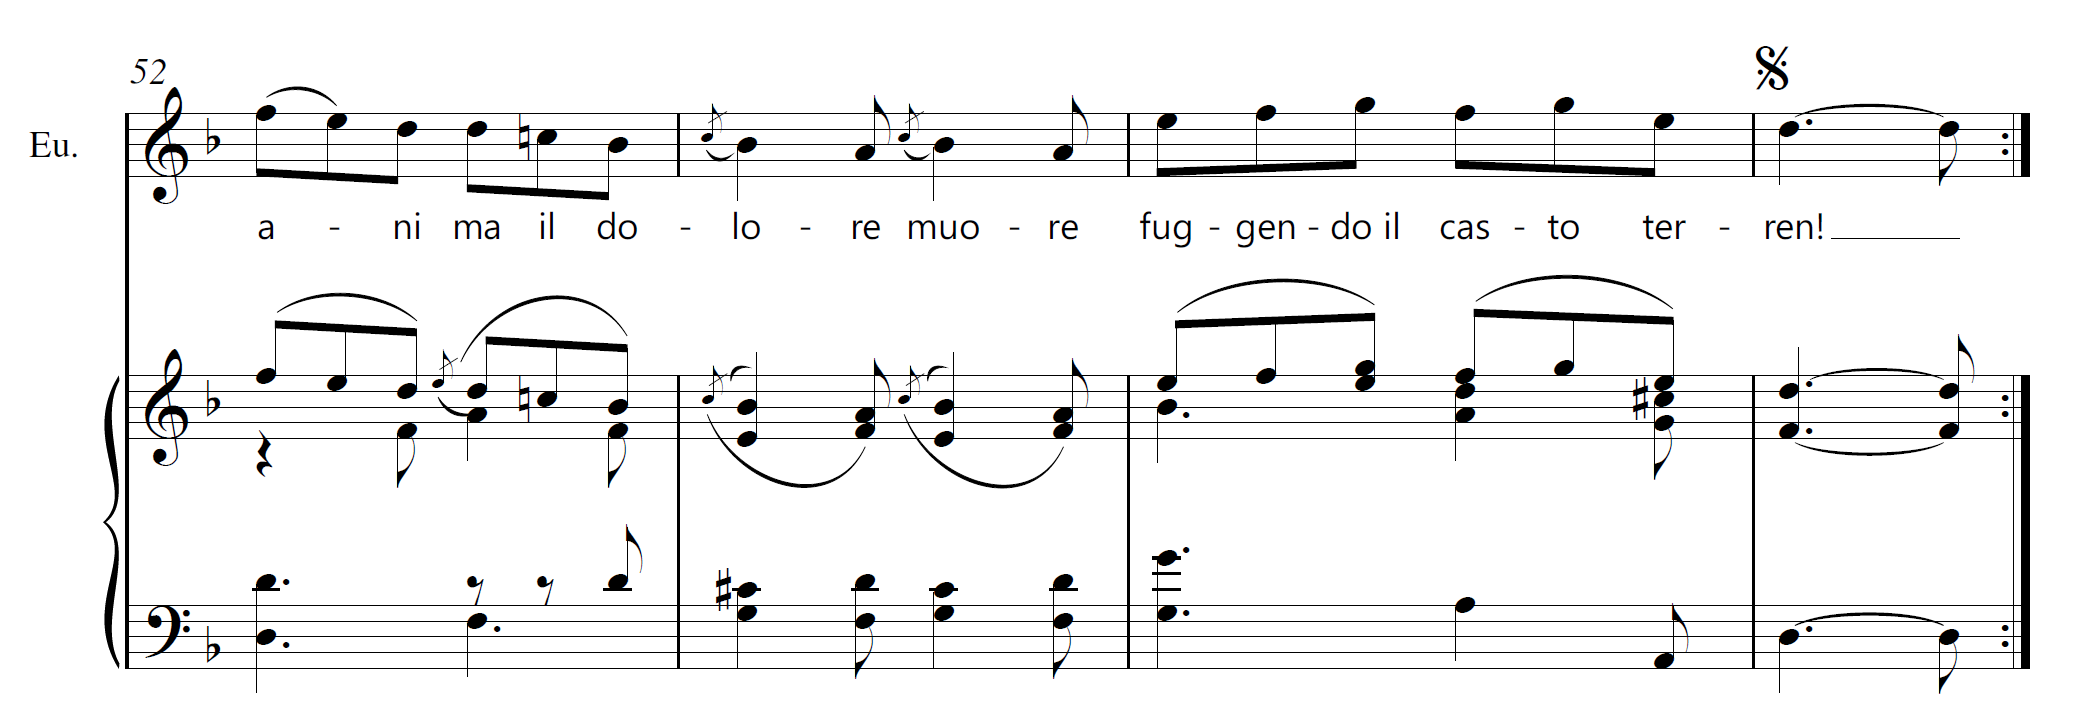 52
Eu.
a - ni ma il do - lo - re muo - re fug - gen - do il cas - to ter - ren!